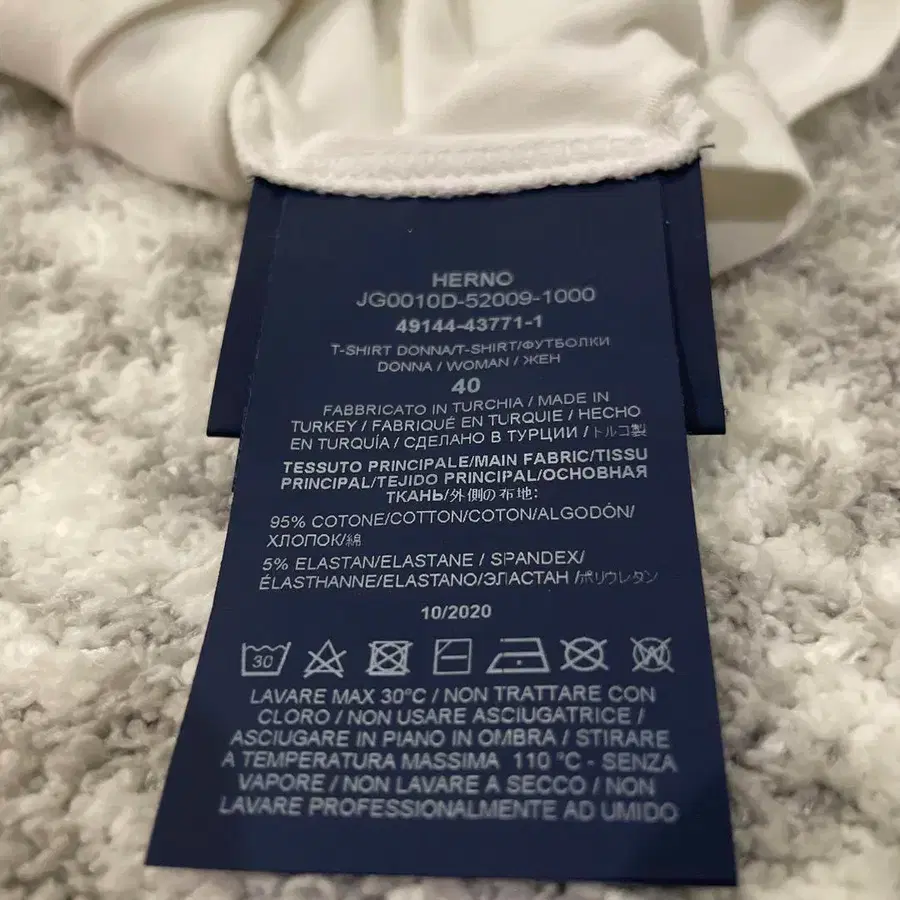 HERNO
JG0010D-52009-1000
49144-43771-1
T-SHIRT DONNA/T-SHIRT/ФУТБОЛКИ
DONNA / WOMAN / ЖЕН
40
FABBRICATO IN TURCHIA / MADE IN
TURKEY / FABRIQUÉ EN TURQUIE / HECHO
EN TURQUÍA / СДЕЛАНО В ТУРЦИИ / トルコ製
TESSUTO PRINCIPALE/MAIN FABRIC/TISSU
PRINCIPAL/TEJIDO PRINCIPAL/ОСНОВНАЯ
ТКАНЬ/外側の布地:
95% COTONE/COTTON/COTON/ALGODÓN/
ХЛОПОК/綿
5% ELASTAN/ELASTANE / SPANDEX/
ÉLASTHANNE/ELASTANO/ЭЛАСТАН /ポリウレタン
10/2020
30
LAVARE MAX 30°C / NON TRATTARE CON
CLORO / NON USARE ASCIUGATRICE /
ASCIUGARE IN PIANO IN OMBRA / STIRARE
A TEMPERATURA MASSIMA 110 °C - SENZA
VAPORE / NON LAVARE A SECCO / NON
LAVARE PROFESSIONALMENTE AD UMIDO